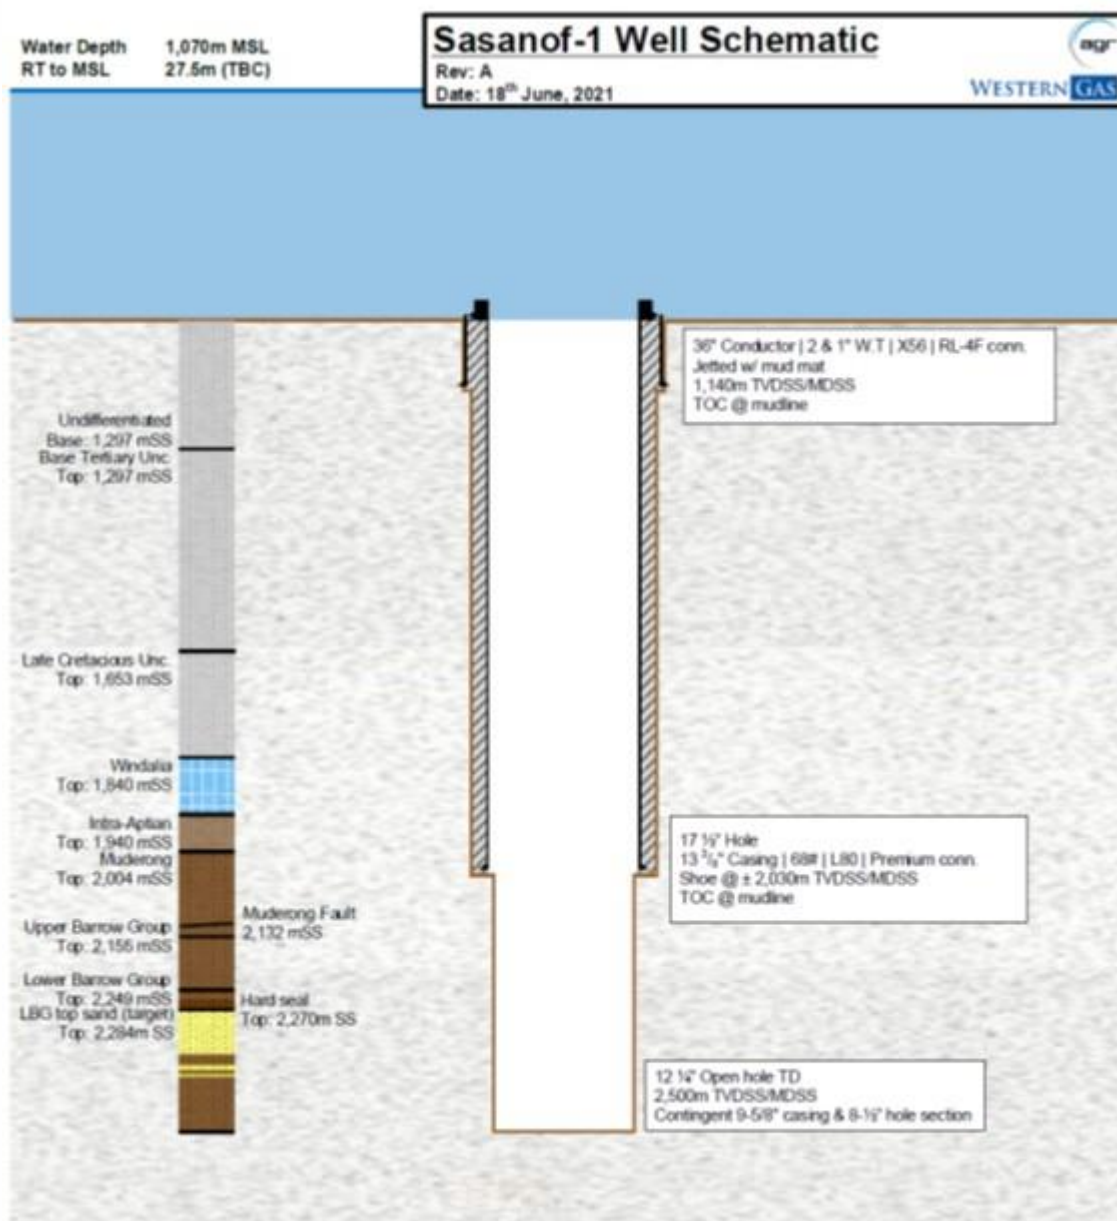 Water Depth 1,070m MSL
RT to MSL 27.5m (TBC)
Sasanof-1 Well Schematic
Rev: A
Date: 18th June, 2021
agr
WESTERN GAS
36" Conductor | 2 & 1" W.T | X56 | RL-4F conn.
Jetted w/ mud mat
1,140m TVDSS/MDSS
TOC @ mudline
Undifferentiated
Base: 1,297 mSS
Base Tertiary Unc.
Top: 1,297 mSS
Late Cretacious Unc.
Top: 1,653 mSS
Windalia
Top: 1,840 mSS
Intra-Aptian
Top: 1,940 mSS
Muderong
Top: 2,004 mSS
17 ½" Hole
13 ³/₈" Casing | 68# | L80 | Premium conn.
Shoe @ ± 2,030m TVDSS/MDSS
TOC @ mudline
Muderong Fault
2,132 mSS
Upper Barrow Group
Top: 2,155 mSS
Lower Barrow Group
Top: 2,249 mSS
Hard seal
Top: 2,270m SS
LBG top sand (target)
Top: 2,284m SS
12 ¼" Open hole TD
2,500m TVDSS/MDSS
Contingent 9-5/8" casing & 8-½" hole section